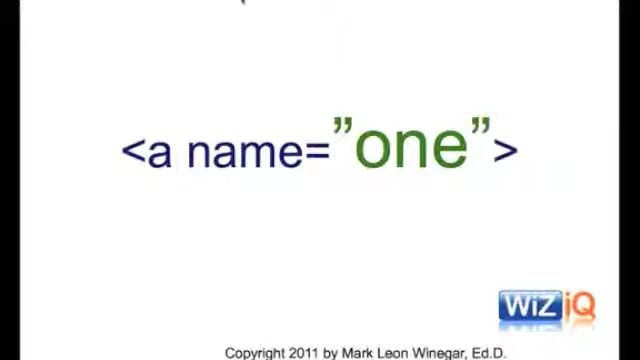 <a name=”one”>
WiZiQ
Copyright 2011 by Mark Leon Winegar, Ed.D.